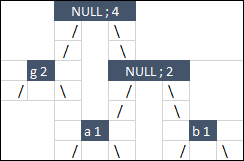 NULL ; 4
/ \
/ \
g 2 NULL ; 2
/ \ / \
/ \
a 1 b 1
/ \ / \